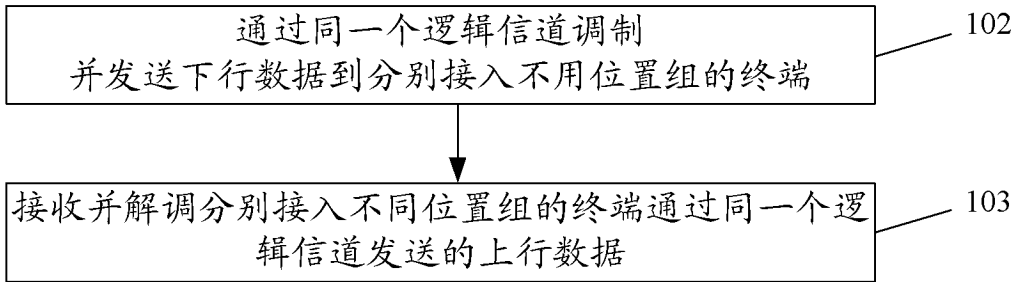 通过同一个逻辑信道调制
并发送下行数据到分别接入不用位置组的终端
102
接收并解调分别接入不同位置组的终端通过同一个逻
辑信道发送的上行数据
103